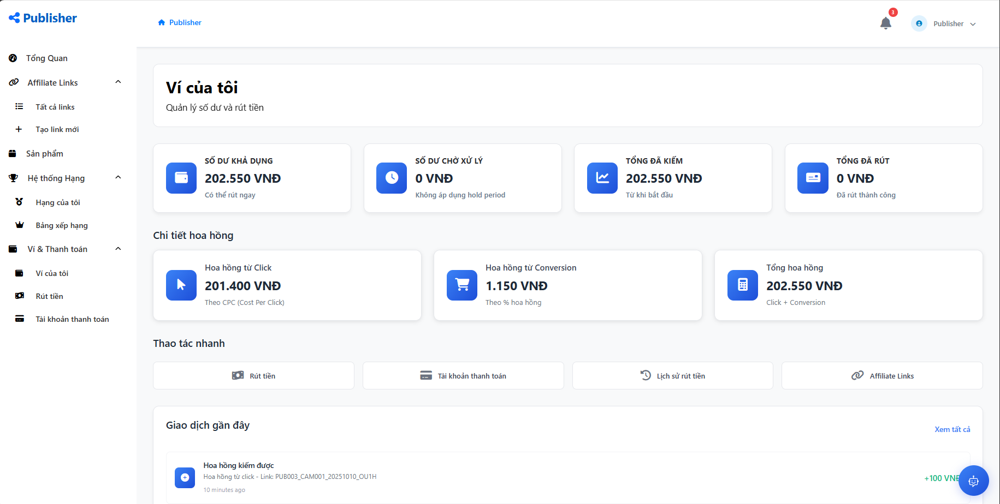 Publisher
Publisher
3
Publisher
Tổng Quan
Affiliate Links
Tất cả links
Tạo link mới
Sản phẩm
Hệ thống Hạng
Hạng của tôi
Bảng xếp hạng
Ví & Thanh toán
Ví của tôi
Rút tiền
Tài khoản thanh toán
Ví của tôi
Quản lý số dư và rút tiền
SỐ DƯ KHẢ DỤNG
202.550 VNĐ
Có thể rút ngay
SỐ DƯ CHỜ XỬ LÝ
0 VNĐ
Không áp dụng hold period
TỔNG ĐÃ KIẾM
202.550 VNĐ
Từ khi bắt đầu
TỔNG ĐÃ RÚT
0 VNĐ
Đã rút thành công
Chi tiết hoa hồng
Hoa hồng từ Click
201.400 VNĐ
Theo CPC (Cost Per Click)
Hoa hồng từ Conversion
1.150 VNĐ
Theo % hoa hồng
Tổng hoa hồng
202.550 VNĐ
Click + Conversion
Thao tác nhanh
Rút tiền
Tài khoản thanh toán
Lịch sử rút tiền
Affiliate Links
Giao dịch gần đây
Xem tất cả
Hoa hồng kiếm được
Hoa hồng từ click - Link: PUB003_CAM001_20251010_OU1H
10 minutes ago
+100 VNĐ